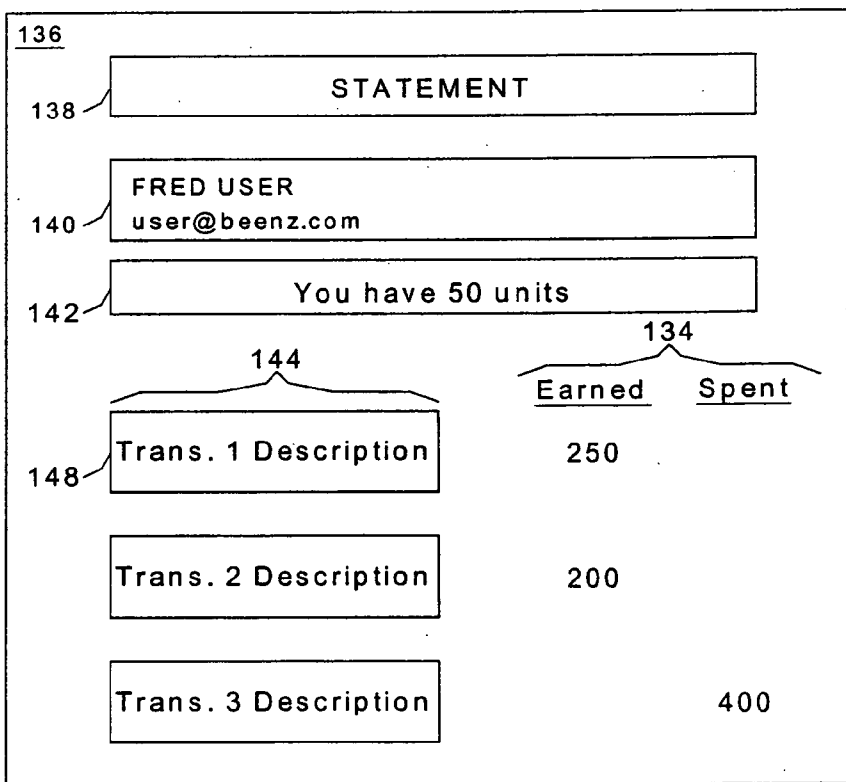 136
STATEMENT
138
FRED USER
140 user@beenz.com
You have 50 units
142
134
144
Earned Spent
Trans. 1 Description 250
148
Trans. 2 Description 200
Trans. 3 Description 400